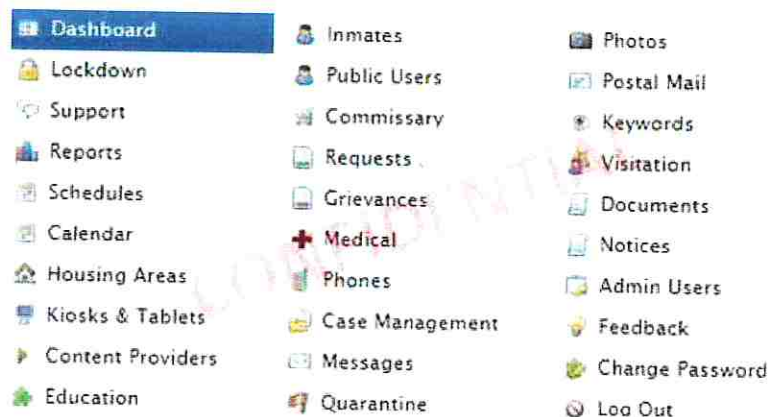 Dashboard
Lockdown
Support
Reports
Schedules
Calendar
Housing Areas
Kiosks & Tablets
Content Providers
Education
Inmates
Public Users
Commissary
Requests
Grievances
Medical
Phones
Case Management
Messages
Quarantine
Photos
Postal Mail
Keywords
Visitation
Documents
Notices
Admin Users
Feedback
Change Password
Log Out
CONFIDENTIAL